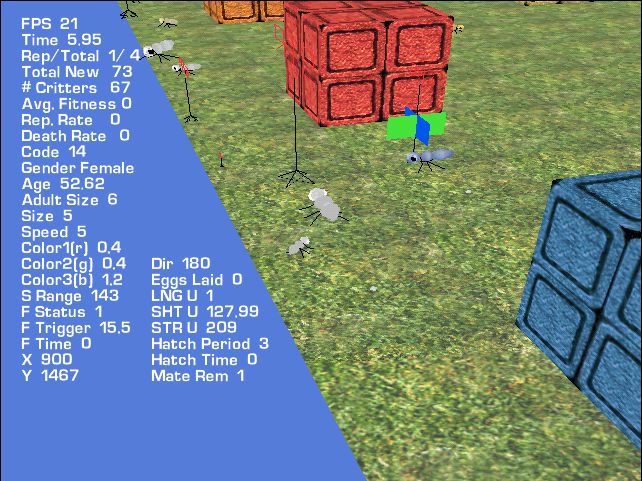 FPS 21
Time 5,95
Rep/Total 1/ 4
Total New 73
# Critters 67
Avg. Fitness 0
Rep. Rate 0
Death Rate 0
Code 14
Gender Female
Age 52,62
Adult Size 6
Size 5
Speed 5
Color1(r) 0,4
Color2(g) 0,4 Dir 180
Color3(b) 1,2 Eggs Laid 0
S Range 143 LNG U 1
F Status 1 SHT U 127,99
F Trigger 15,5 STR U 209
F Time 0 Hatch Period 3
X 900 Hatch Time 0
Y 1467 Mate Rem 1